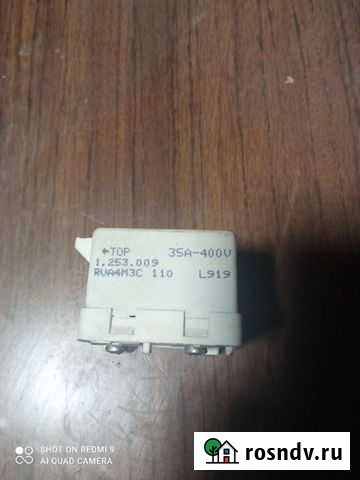 ←TOP 35A-400V
1.253.009
RVA4M3C 110 L919
SHOT ON REDMI 9
AI QUAD CAMERA
rosndv.ru